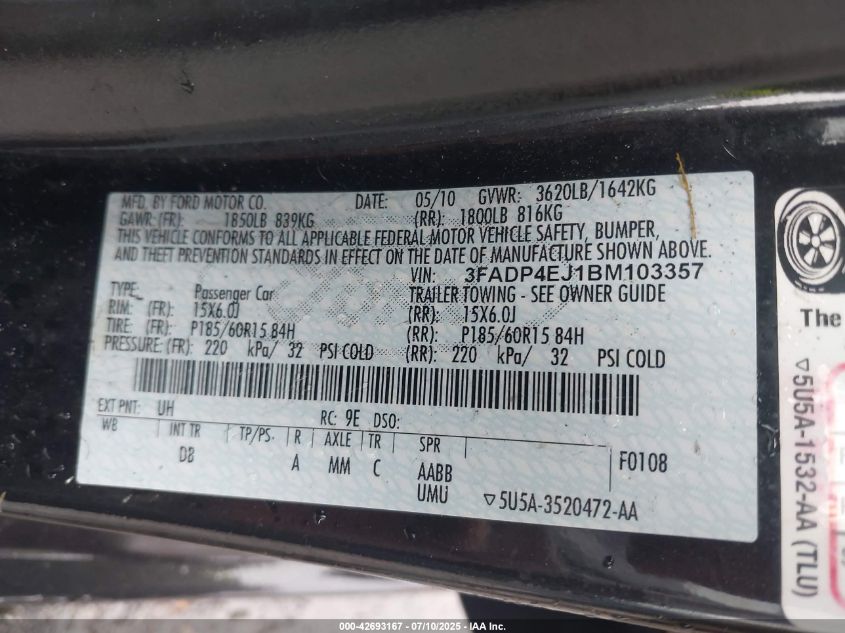 MFD. BY FORD MOTOR CO. DATE: 05/10 GVWR: 3620LB/1642KG
GAWR:(FR): 1850LB 839KG (RR): 1800LB 816KG
THIS VEHICLE CONFORMS TO ALL APPLICABLE FEDERAL MOTOR VEHICLE SAFETY, BUMPER,
AND THEFT PREVENTION STANDARDS IN EFFECT ON THE DATE OF MANUFACTURE SHOWN ABOVE.
VIN: 3FADP4EJ1BM103357
TYPE: Passenger Car TRAILER TOWING - SEE OWNER GUIDE
RIM: (FR): 15X6.0J (RR): 15X6.0J
TIRE: (FR): P185/60R15 84H (RR): P185/60R15 84H
PRESSURE: (FR): 220 kPa/ 32 PSI COLD (RR): 220 kPa/ 32 PSI COLD
EXT PNT: UH RC: 9E DSO:
WB INT TR TP/PS. R AXLE TR SPR
D8 A MM C AABB F0108
UMU ▽5U5A-3520472-AA
The
▽5U5A-1532-AA (TLU)
000-42693167 - 07/10/2025 - IAA Holdings, LLC.